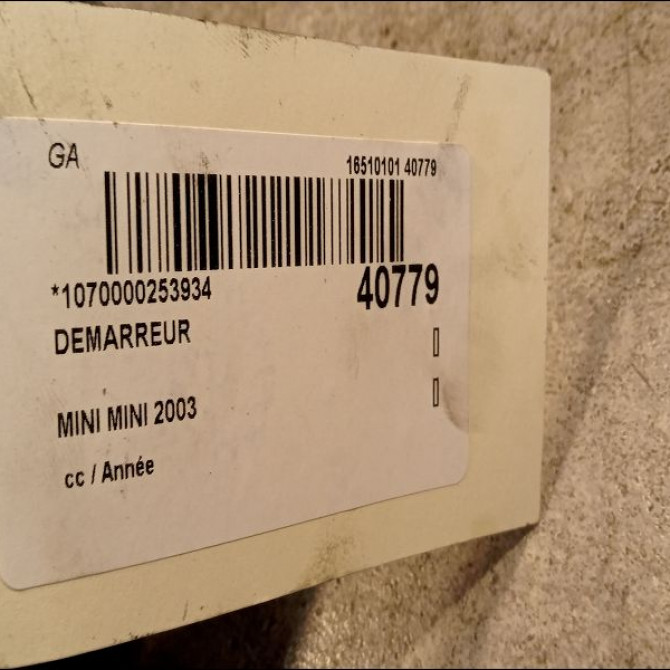 GA
16510101 40779
*1070000253934
40779
DEMARREUR
MINI MINI 2003
cc / Année